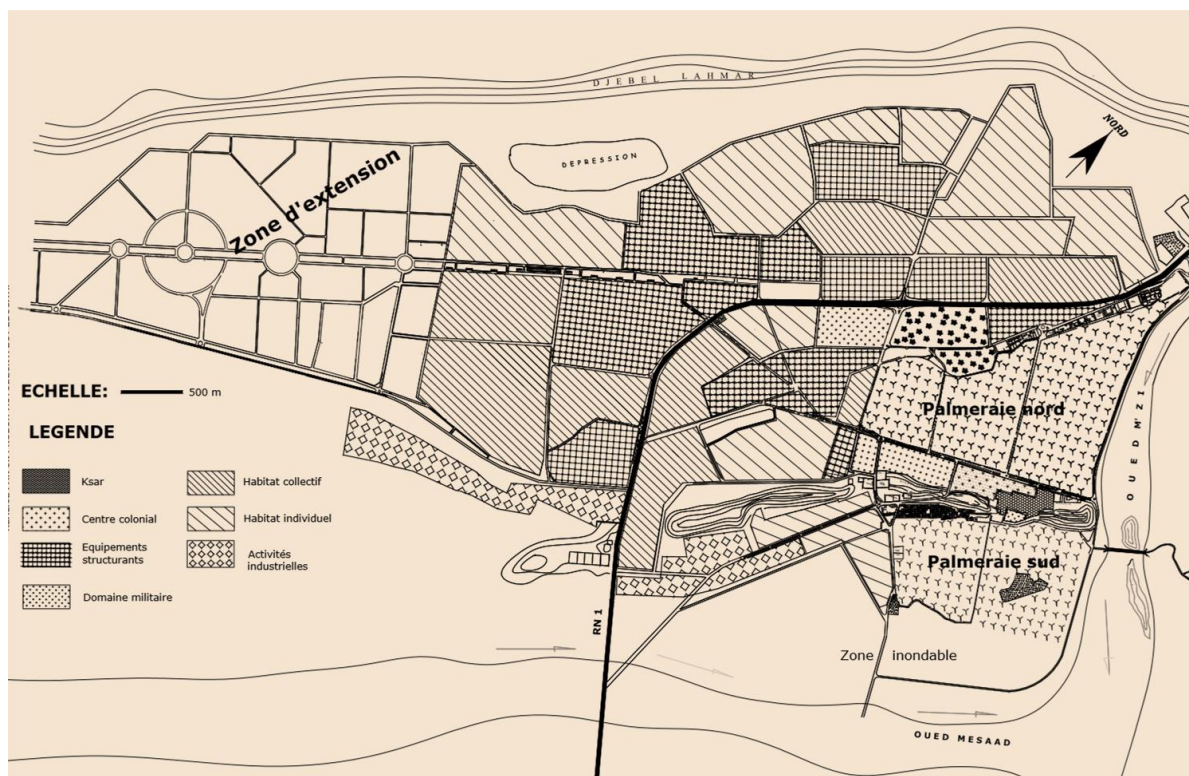 DJEBEL LAHMAR
NORD
DEPRESSION
Zone d'extension
ECHELLE: 500 m
LEGENDE
Ksar
Centre colonial
Equipements
structurants
Domaine militaire
Habitat collectif
Habitat individuel
Activités
industrielles
Palmeraie nord
OUED M'ZI
Palmeraie sud
RN 1
Zone inondable
OUED MESAAD